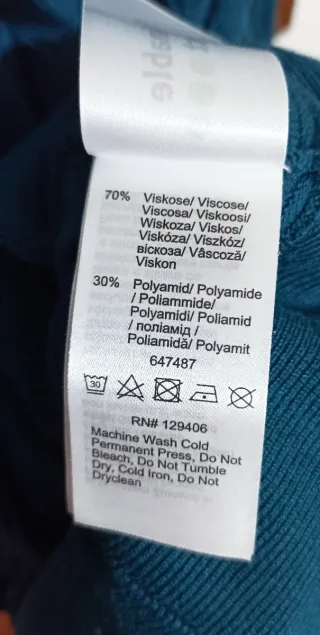 able
70% Viskose/ Viscose/
Viscosa/ Viskoosi/
Wiskoza/ Viskos/
Viskóza/ Viszkóz/
віскоза/ Vâscoză/
Viskon
30% Polyamid/ Polyamide
/ Poliammide/
Polyamidi/ Poliamid
/ поліамід /
Poliamidă/ Polyamit
647487
30
RN# 129406
Machine Wash Cold
Permanent Press, Do Not
Bleach, Do Not Tumble
Dry, Cold Iron, Do Not
Dryclean